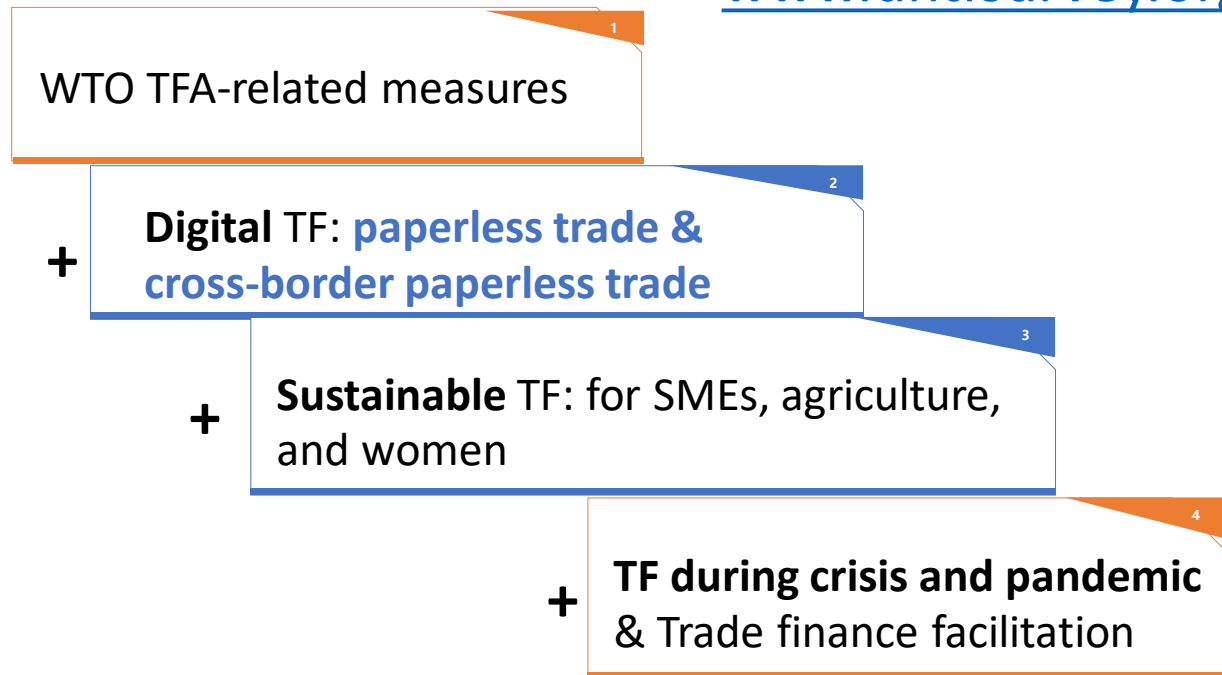 1
WTO TFA-related measures
2
+
Digital TF: paperless trade &
cross-border paperless trade
3
+
Sustainable TF: for SMEs, agriculture,
and women
4
+
TF during crisis and pandemic
& Trade finance facilitation